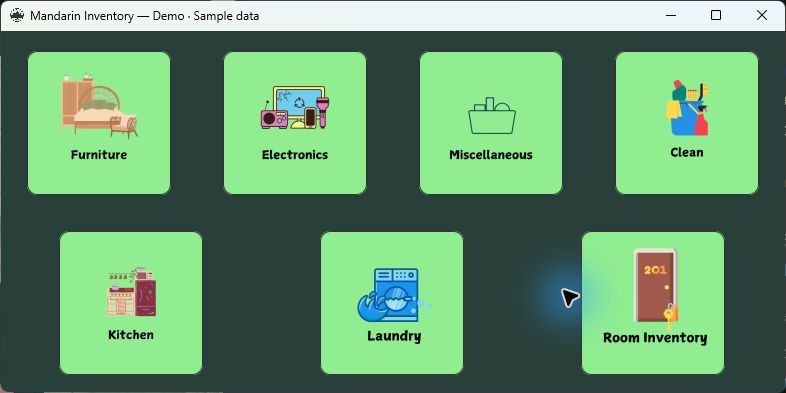 Mandarin Inventory — Demo · Sample data
Furniture
Electronics
Miscellaneous
Clean
Kitchen
Laundry
201
Room Inventory